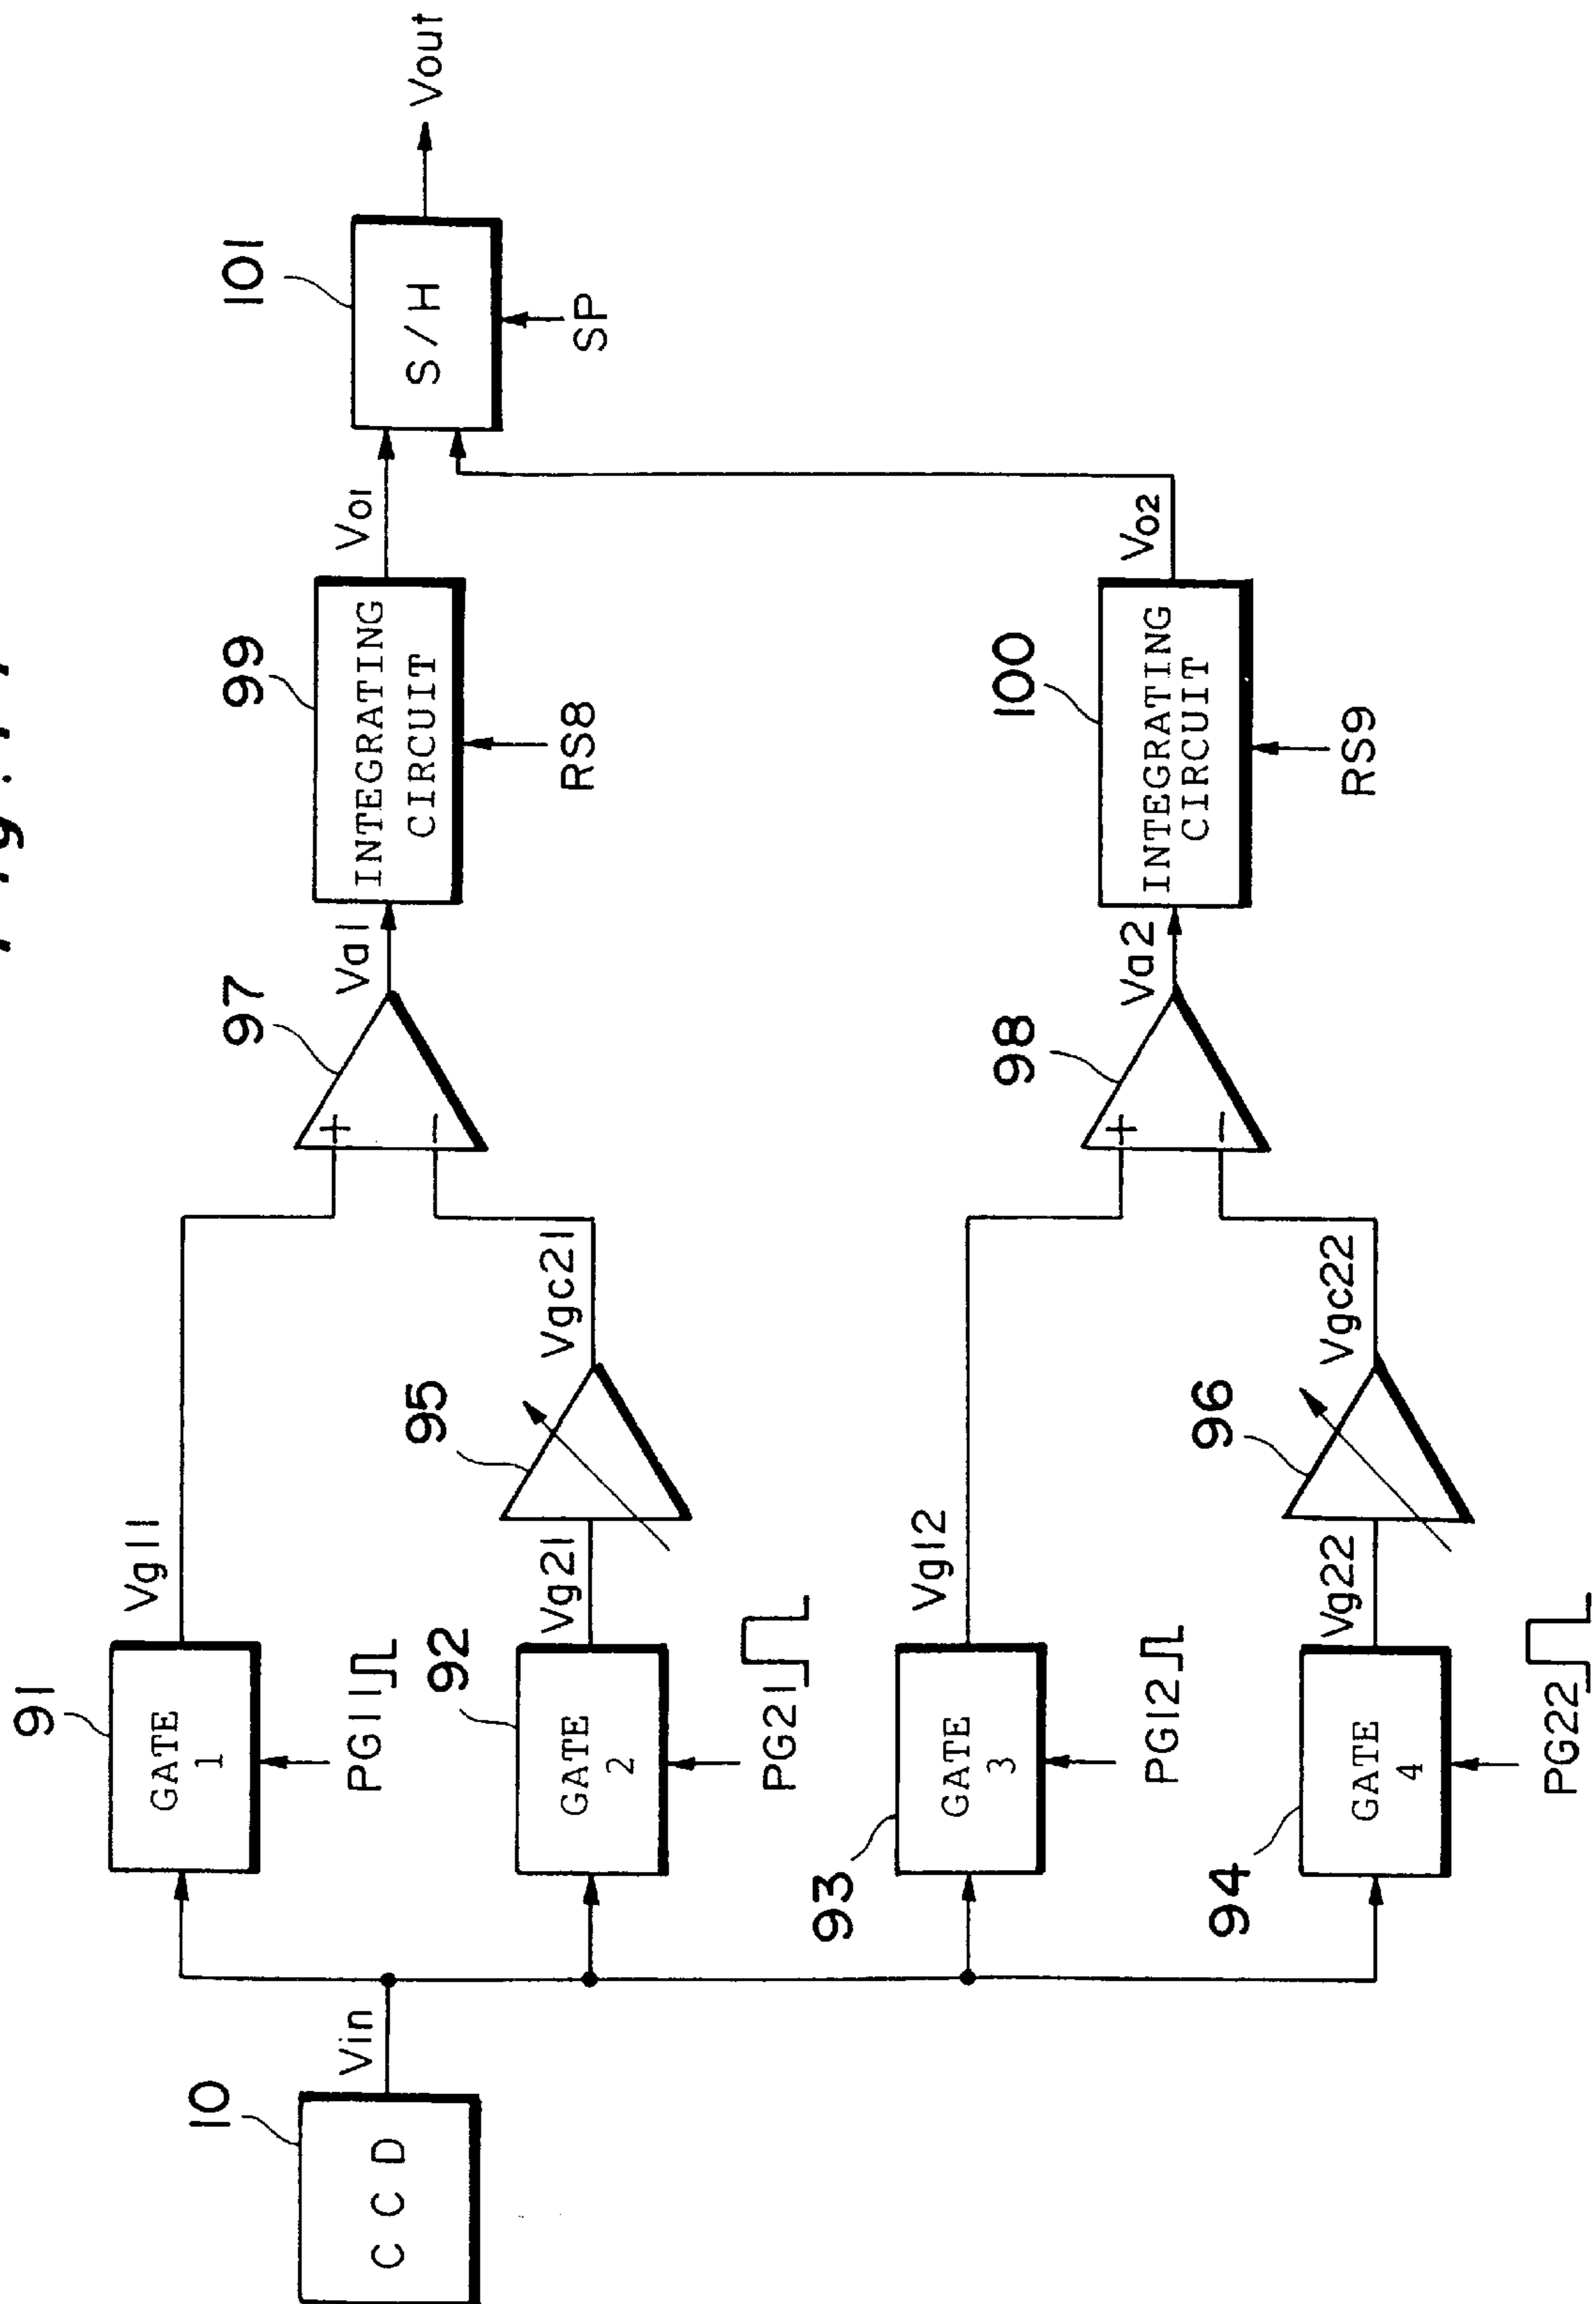 10
C C D
Vin
91
GATE
1
PG11
Vg11
92
GATE
2
PG21
Vg21
95
Vgc21
97
+
-
Va1
99
INTEGRATING
CIRCUIT
RS8
Vo1
101
S/H
SP
Vout
93
GATE
3
PG12
Vg12
94
GATE
4
PG22
Vg22
96
Vgc22
98
+
-
Va2
100
INTEGRATING
CIRCUIT
RS9
Vo2